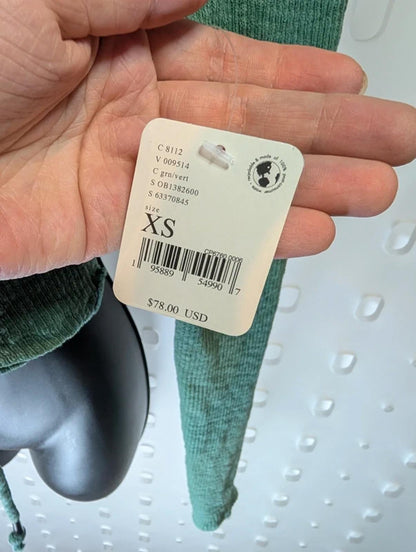 C 8112
V 009514
C grn/vert
S OB1382600
S 63370845
size
XS
1 95889 54990 7
$78.00 USD